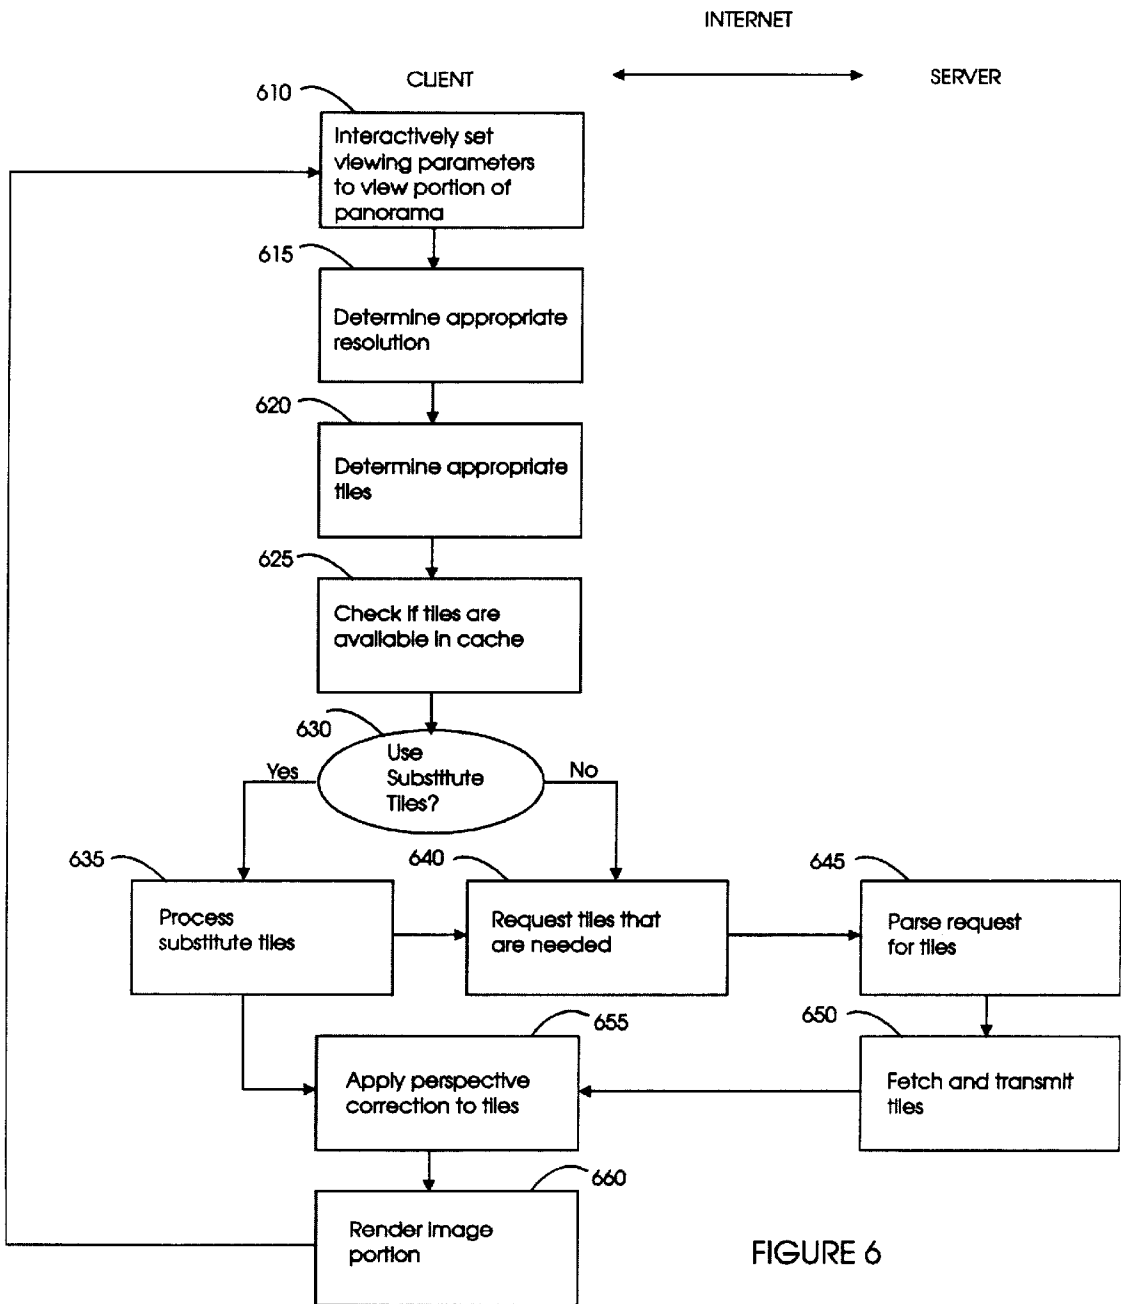 INTERNET
CLIENT
SERVER
610
Interactively set
viewing parameters
to view portion of
panorama
615
Determine appropriate
resolution
620
Determine appropriate
tiles
625
Check if tiles are
available in cache
630
Use
Substitute
Tiles?
Yes
No
635
Process
substitute tiles
640
Request tiles that
are needed
645
Parse request
for tiles
655
Apply perspective
correction to tiles
650
Fetch and transmit
tiles
660
Render image
portion
FIGURE 6